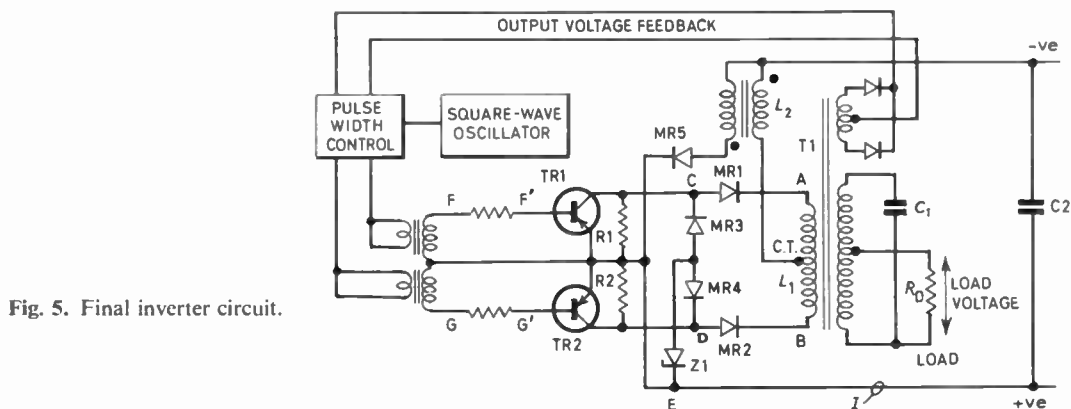 OUTPUT VOLTAGE FEEDBACK
-ve
PULSE
WIDTH
CONTROL
SQUARE-WAVE
OSCILLATOR
L2
MR5
T1
TR1
C
MR1
A
F
F'
R1
MR3
C1
C2
C.T.
R2
MR4
L1
RD
LOAD
VOLTAGE
Fig. 5. Final inverter circuit.
G
G'
TR2
D
MR2
B
Z1
LOAD
E
I
+ve